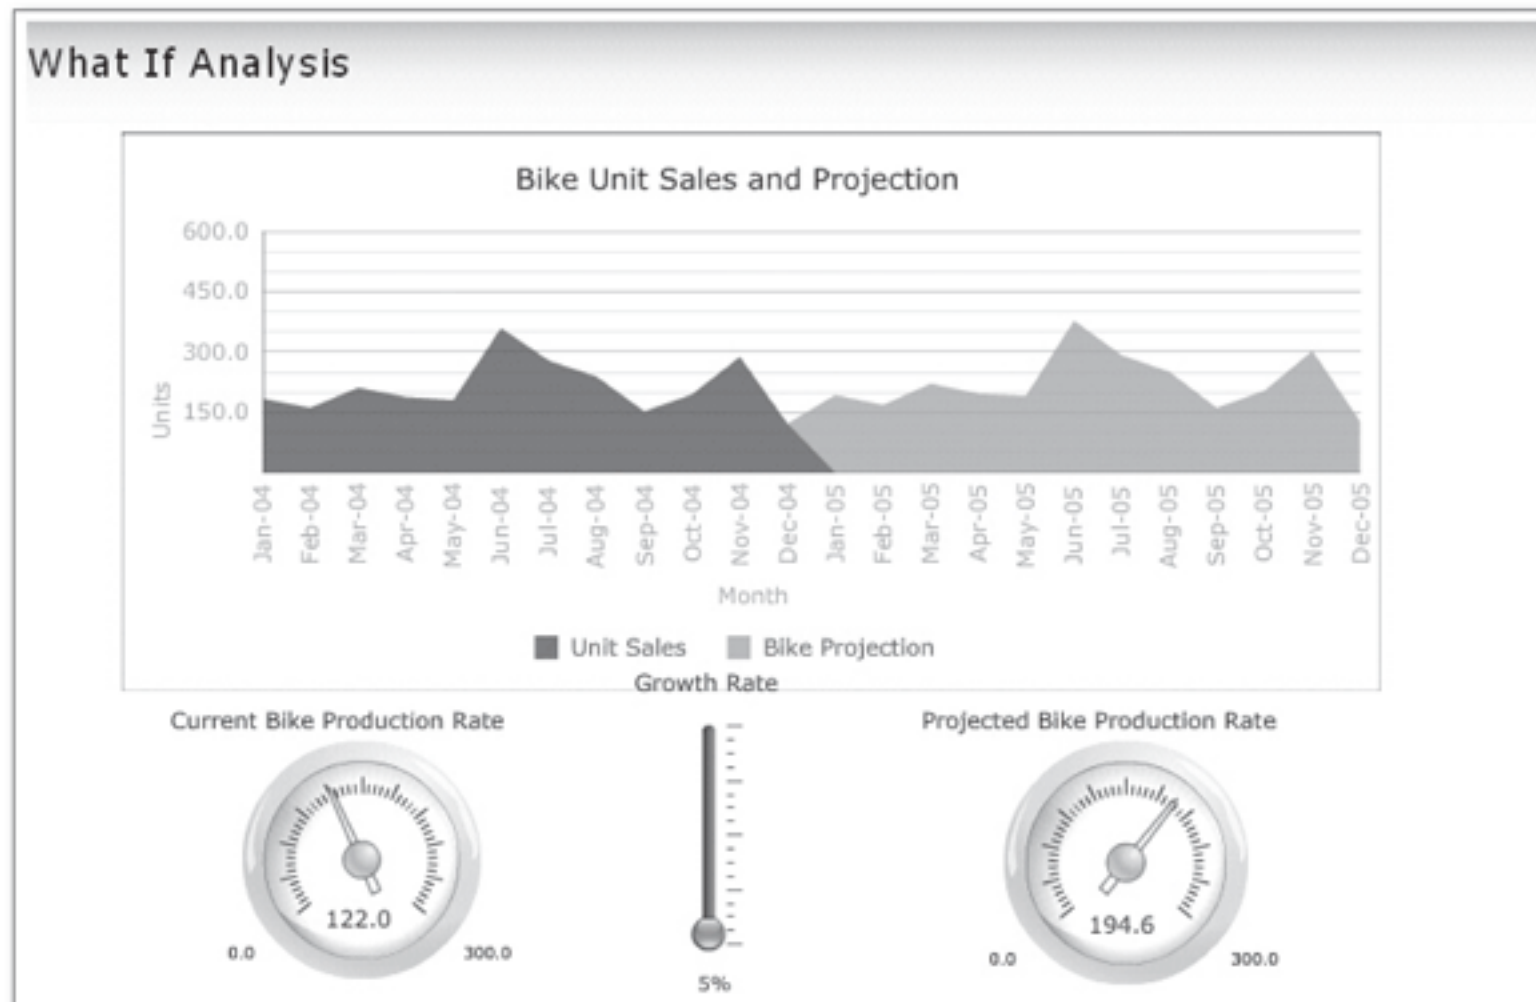 What If Analysis
Bike Unit Sales and Projection
600.0
450.0
300.0
150.0
Units
Jan-04
Feb-04
Mar-04
Apr-04
May-04
Jun-04
Jul-04
Aug-04
Sep-04
Oct-04
Nov-04
Dec-04
Jan-05
Feb-05
Mar-05
Apr-05
May-05
Jun-05
Jul-05
Aug-05
Sep-05
Oct-05
Nov-05
Dec-05
Month
Unit Sales Bike Projection
Growth Rate
Current Bike Production Rate
122.0
0.0 300.0
5%
Projected Bike Production Rate
194.6
0.0 300.0